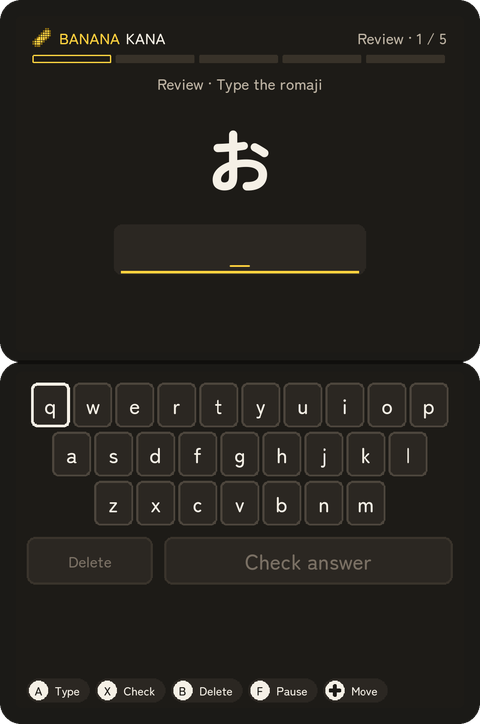 BANANA KANA
Review · 1 / 5
Review · Type the romaji
お
_
q w e r t y u i o p
a s d f g h j k l
z x c v b n m
Delete
Check answer
A Type X Check B Delete F Pause Move